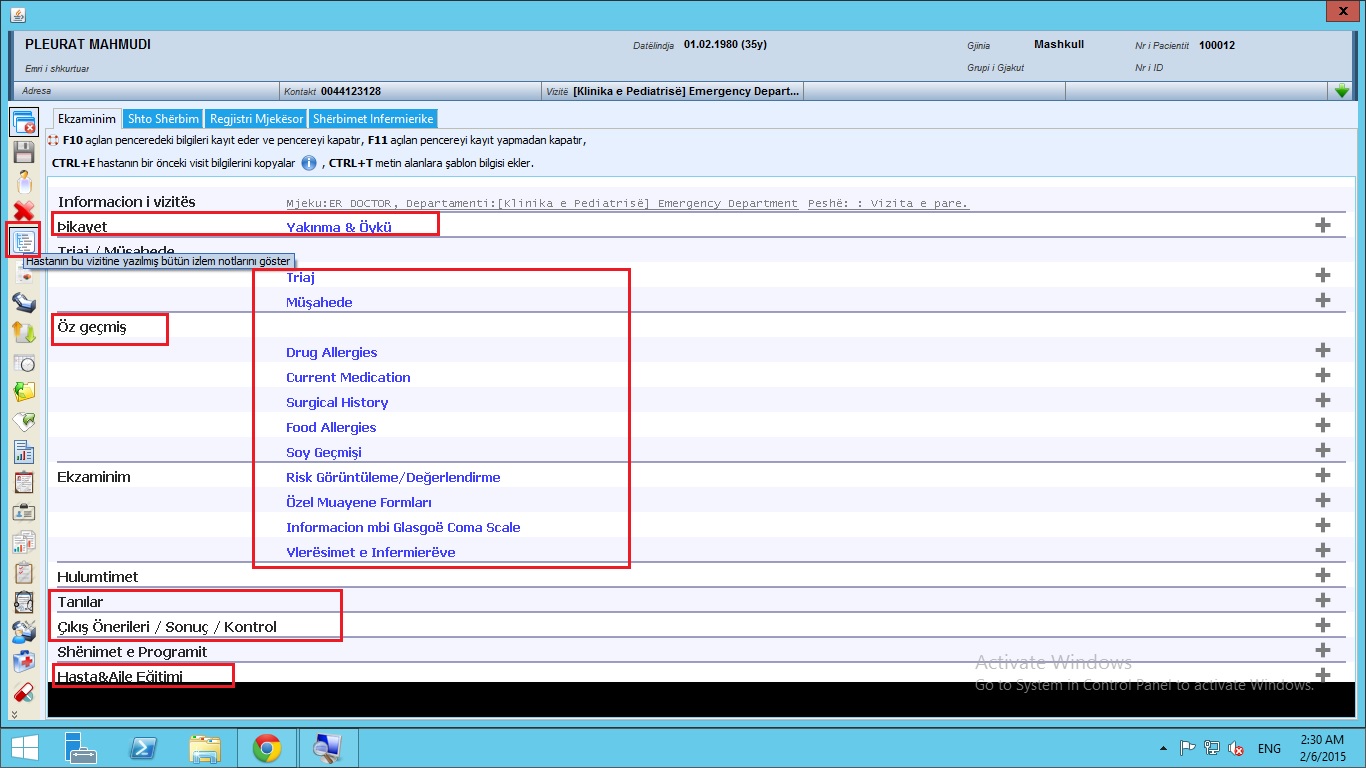 X
PLEURAT MAHMUDI
Datëlindja 01.02.1980 (35y)
Gjinia Mashkull
Nr i Pacientit 100012
Emri i shkurtuar
Grupi i Gjakut
Nr i ID
Adresa
Kontakt 0044123128
Vizitë [Klinika e Pediatrisë] Emergency Depart...
Ekzaminim Shto Shërbim Regjistri Mjekësor Shërbimet Infermierike
F10 açılan penceredeki bilgileri kayıt eder ve pencereyi kapatır, F11 açılan pencereyi kayıt yapmadan kapatır,
CTRL+E hastanın bir önceki visit bilgilerini kopyalar , CTRL+T metin alanlara şablon bilgisi ekler.
Informacion i vizitës Mjeku:ER DOCTOR, Departamenti:[Klinika e Pediatrisë] Emergency Department Peshë: : Vizita e pare.
Þikayet Yakınma & Öykü
Triaj / Müşahede
Hastanın bu vizitine yazılmış bütün izlem notlarını göster
Triaj
Müşahede
Öz geçmiş
Drug Allergies
Current Medication
Surgical History
Food Allergies
Soy Geçmişi
Ekzaminim Risk Görüntüleme/Değerlendirme
Özel Muayene Formları
Informacion mbi Glasgoë Coma Scale
Vlerësimet e Infermierëve
Hulumtimet
Tanılar
Çıkış Önerileri / Sonuç / Kontrol
Shënimet e Programit
Hasta&Aile Eğitimi
Activate Windows
Go to System in Control Panel to activate Windows.
ENG
2:30 AM
2/6/2015